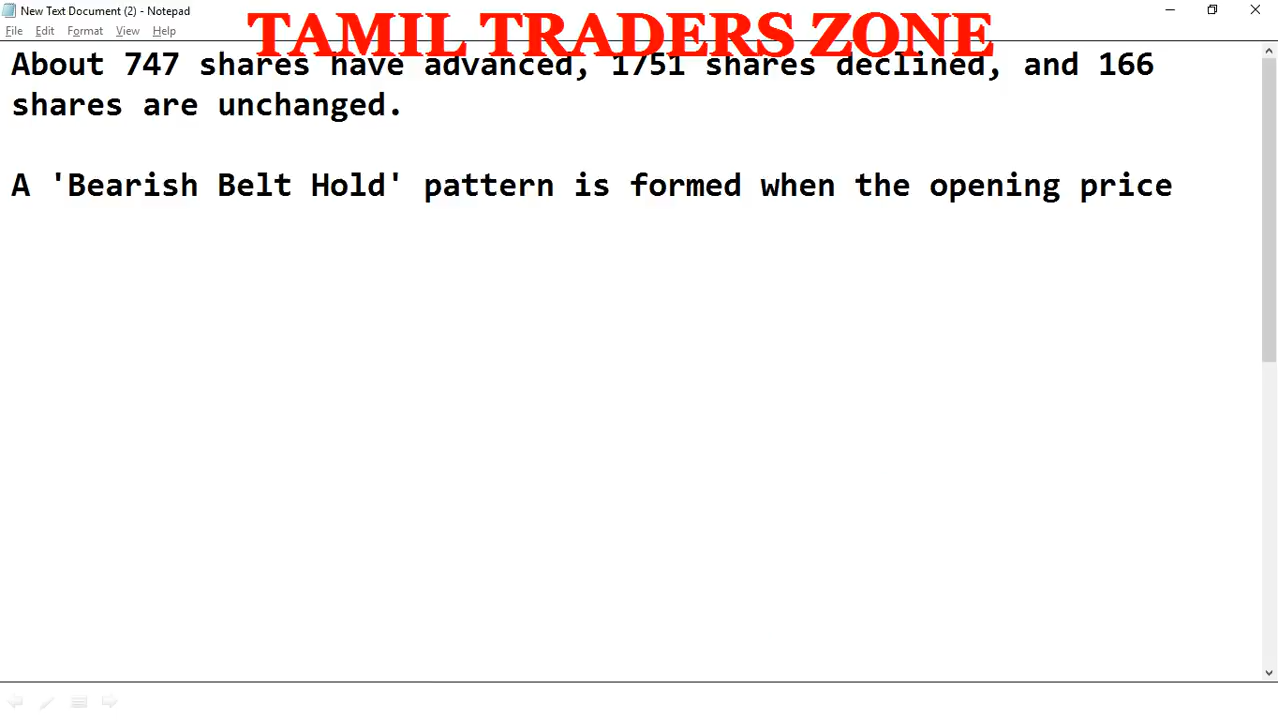 New Text Document (2) - Notepad
File Edit Format View Help
TAMIL TRADERS ZONE
About 747 shares have advanced, 1751 shares declined, and 166
shares are unchanged.
A 'Bearish Belt Hold' pattern is formed when the opening price